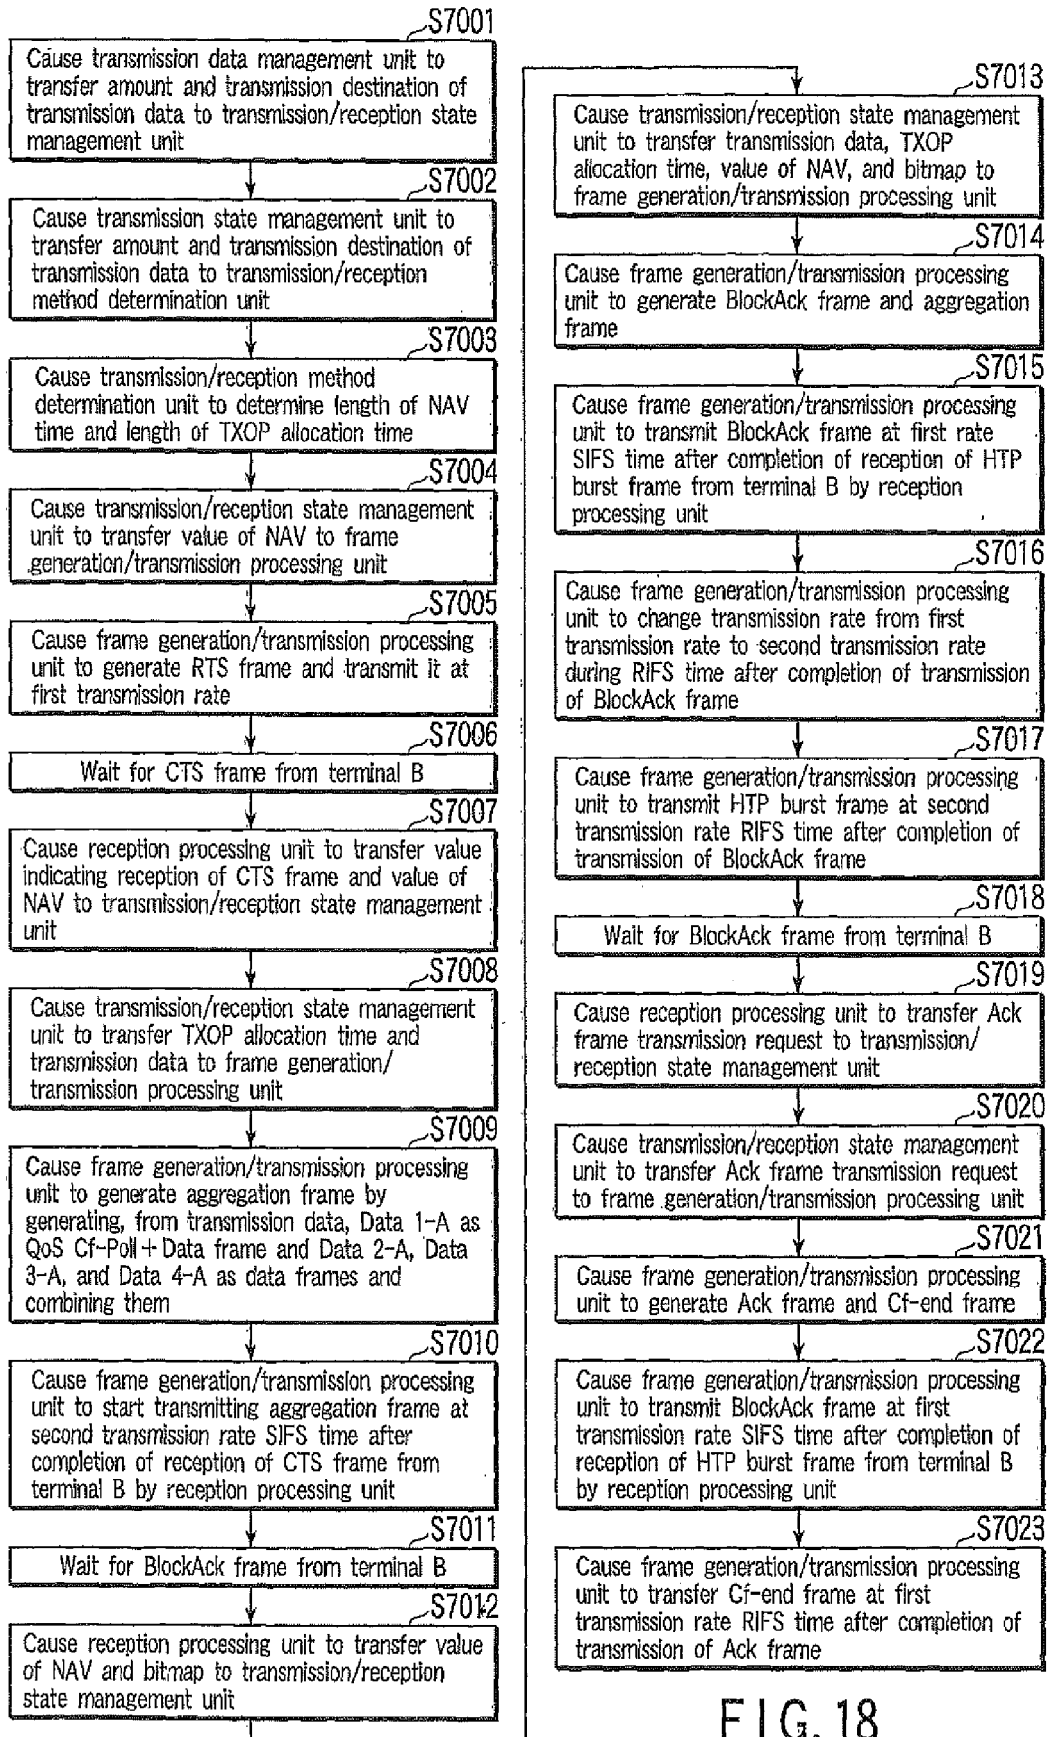 S7001
Cause transmission data management unit to
transfer amount and transmission destination of
transmission data to transmission/reception state
management unit
S7002
Cause transmission state management unit to
transfer amount and transmission destination of
transmission data to transmission/reception
method determination unit
S7003
Cause transmission/reception method
determination unit to determine length of NAV
time and length of TXOP allocation time
S7004
Cause transmission/reception state management
unit to transfer value of NAV to frame
generation/transmission processing unit
S7005
Cause frame generation/transmission processing
unit to generate RTS frame and transmit it at
first transmission rate
S7006
Wait for CTS frame from terminal B
S7007
Cause reception processing unit to transfer value
indicating reception of CTS frame and value of
NAV to transmission/reception state management
unit
S7008
Cause transmission/reception state management
unit to transfer TXOP allocation time and
transmission data to frame generation/
transmission processing unit
S7009
Cause frame generation/transmission processing
unit to generate aggregation frame by
generating, from transmission data, Data 1-A as
QoS Cf-Poll+Data frame and Data 2-A, Data
3-A, and Data 4-A as data frames and
combining them
S7010
Cause frame generation/transmission processing
unit to start transmitting aggregation frame at
second transmission rate SIFS time after
completion of reception of CTS frame from
terminal B by reception processing unit
S7011
Wait for BlockAck frame from terminal B
S7012
Cause reception processing unit to transfer value
of NAV and bitmap to transmission/reception
state management unit
S7013
Cause transmission/reception state management
unit to transfer transmission data, TXOP
allocation time, value of NAV, and bitmap to
frame generation/transmission processing unit
S7014
Cause frame generation/transmission processing
unit to generate BlockAck frame and aggregation
frame
S7015
Cause frame generation/transmission processing
unit to transmit BlockAck frame at first rate
SIFS time after completion of reception of HTP
burst frame from terminal B by reception
processing unit
S7016
Cause frame generation/transmission processing
unit to change transmission rate from first
transmission rate to second transmission rate
during RIFS time after completion of transmission
of BlockAck frame
S7017
Cause frame generation/transmission processing
unit to transmit HTP burst frame at second
transmission rate RIFS time after completion of
transmission of BlockAck frame
S7018
Wait for BlockAck frame from terminal B
S7019
Cause reception processing unit to transfer Ack
frame transmission request to transmission/
reception state management unit
S7020
Cause transmission/reception state management
unit to transfer Ack frame transmission request
to frame generation/transmission processing unit
S7021
Cause frame generation/transmission processing
unit to generate Ack frame and Cf-end frame
S7022
Cause frame generation/transmission processing
unit to transmit BlockAck frame at first
transmission rate SIFS time after completion of
reception of HTP burst frame from terminal B
by reception processing unit
S7023
Cause frame generation/transmission processing
unit to transfer Cf-end frame at first
transmission rate RIFS time after completion of
transmission of Ack frame
FIG. 18